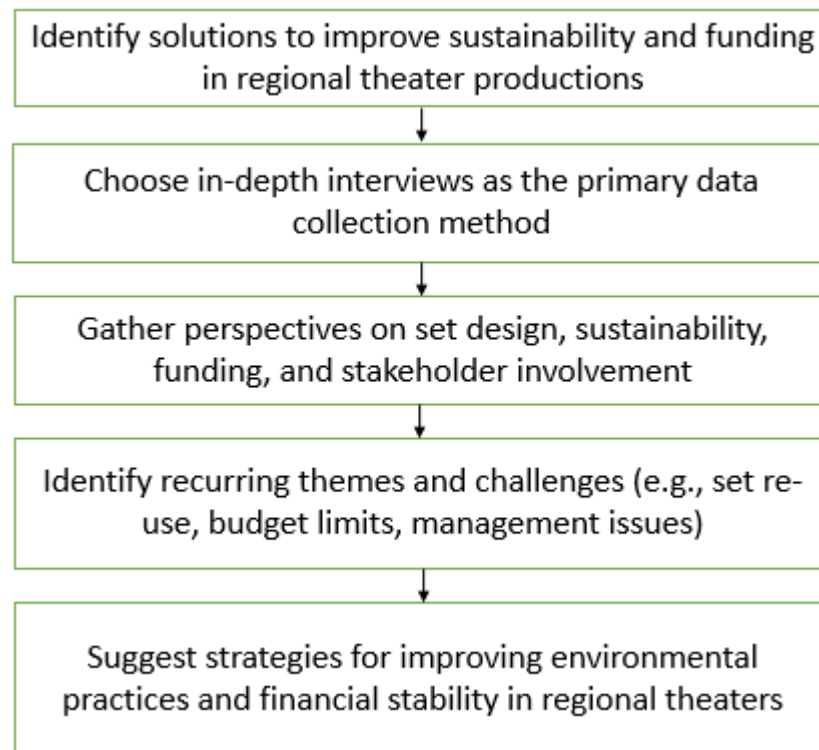 Identify solutions to improve sustainability and funding
in regional theater productions
Choose in-depth interviews as the primary data
collection method
Gather perspectives on set design, sustainability,
funding, and stakeholder involvement
Identify recurring themes and challenges (e.g., set re-
use, budget limits, management issues)
Suggest strategies for improving environmental
practices and financial stability in regional theaters